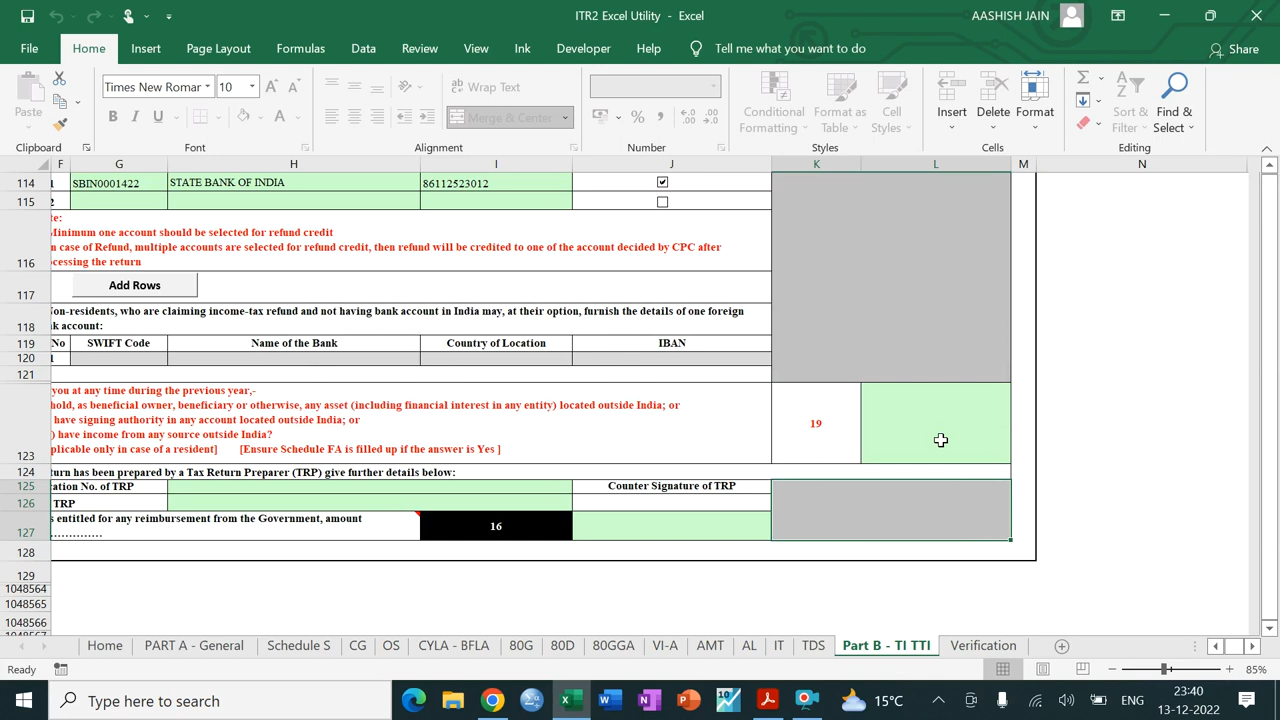 ITR2 Excel Utility - Excel
AASHISH JAIN
File Home Insert Page Layout Formulas Data Review View Ink Developer Help Tell me what you want to do Share
Paste
Times New Romar 10
B I U
A A
ab Wrap Text
Merge & Center
% ,
Conditional Formatting
Format as Table
Cell Styles
Insert Delete Format
Sort & Filter
Find & Select
Clipboard Font Alignment Number Styles Cells Editing
F G H I J K L M N
114 1 SBIN0001422 STATE BANK OF INDIA 86112523012
115 2
te:
Minimum one account should be selected for refund credit
n case of Refund, multiple accounts are selected for refund credit, then refund will be credited to one of the account decided by CPC after
116 ocessing the return
117 Add Rows
Non-residents, who are claiming income-tax refund and not having bank account in India may, at their option, furnish the details of one foreign
118 k account:
119 No SWIFT Code Name of the Bank Country of Location IBAN
120 1
121
you at any time during the previous year,-
hold, as beneficial owner, beneficiary or otherwise, any asset (including financial interest in any entity) located outside India; or
have signing authority in any account located outside India; or 19
) have income from any source outside India?
123 plicable only in case of a resident] [Ensure Schedule FA is filled up if the answer is Yes ]
124 turn has been prepared by a Tax Return Preparer (TRP) give further details below:
125 ation No. of TRP Counter Signature of TRP
126 TRP
s entitled for any reimbursement from the Government, amount 16
127 ..............
128
129
1048564
1048565
1048566
1048567
Home PART A - General Schedule S CG OS CYLA - BFLA 80G 80D 80GGA VI-A AMT AL IT TDS Part B - TI TTI Verification
Ready
85%
Type here to search
15°C
ENG
23:40
13-12-2022